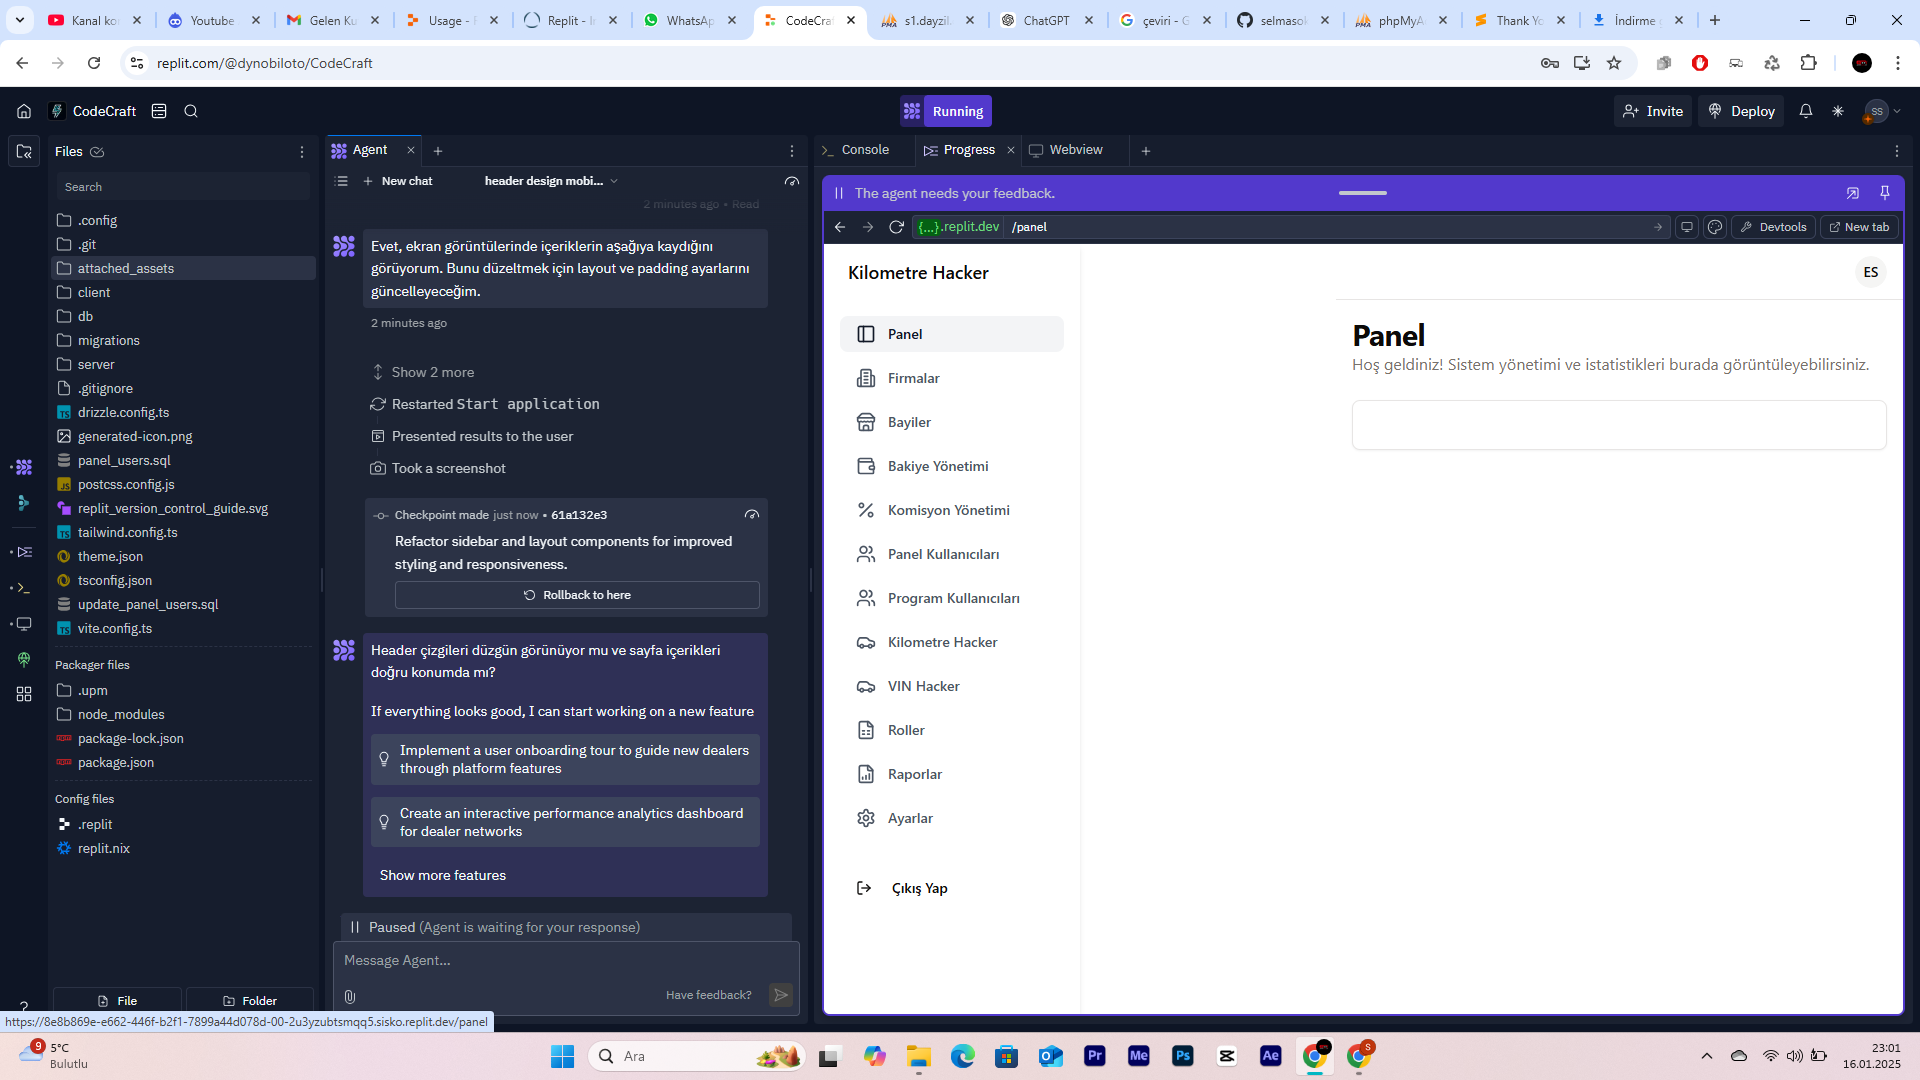 Kanal ko
Youtube
Gelen Ku
Usage -
Replit - I
WhatsAp
CodeCra
s1.dayzil
ChatGPT
çeviri - G
selmasok
phpMyA
Thank Yo
İndirme
replit.com/@dynobiloto/CodeCraft
CodeCraft
Running
Invite
Deploy
SS
Files
Search
.config
.git
attached_assets
client
db
migrations
server
.gitignore
drizzle.config.ts
generated-icon.png
panel_users.sql
postcss.config.js
replit_version_control_guide.svg
tailwind.config.ts
theme.json
tsconfig.json
update_panel_users.sql
vite.config.ts
Packager files
.upm
node_modules
package-lock.json
package.json
Config files
.replit
replit.nix
File
Folder
https://8e8b869e-e662-446f-b2f1-7899a44d078d-00-2u3yzubtsmqq5.sisko.replit.dev/panel
Agent
New chat
header design mobi...
2 minutes ago • Read
Evet, ekran görüntülerinde içeriklerin aşağıya kaydığını
görüyorum. Bunu düzeltmek için layout ve padding ayarlarını
güncelleyeceğim.
2 minutes ago
Show 2 more
Restarted Start application
Presented results to the user
Took a screenshot
Checkpoint made just now • 61a132e3
Refactor sidebar and layout components for improved
styling and responsiveness.
Rollback to here
Header çizgileri düzgün görünüyor mu ve sayfa içerikleri
doğru konumda mı?
If everything looks good, I can start working on a new feature
Implement a user onboarding tour to guide new dealers
through platform features
Create an interactive performance analytics dashboard
for dealer networks
Show more features
Paused (Agent is waiting for your response)
Message Agent...
Have feedback?
Console
Progress
Webview
The agent needs your feedback.
{...}.replit.dev
/panel
Devtools
New tab
Kilometre Hacker
ES
Panel
Firmalar
Bayiler
Bakiye Yönetimi
Komisyon Yönetimi
Panel Kullanıcıları
Program Kullanıcıları
Kilometre Hacker
VIN Hacker
Roller
Raporlar
Ayarlar
Çıkış Yap
Panel
Hoş geldiniz! Sistem yönetimi ve istatistikleri burada görüntüleyebilirsiniz.
9
5°C
Bulutlu
Ara
Pr
Me
Ps
Ae
S
23:01
16.01.2025